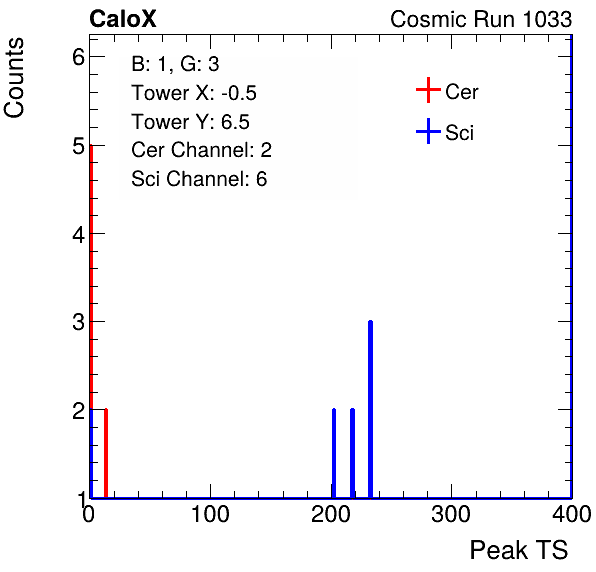 CaloX Cosmic Run 1033
Counts
B: 1, G: 3
Tower X: -0.5
Tower Y: 6.5
Cer Channel: 2
Sci Channel: 6
Cer
Sci
6
5
4
3
2
1
0 100 200 300 400
Peak TS